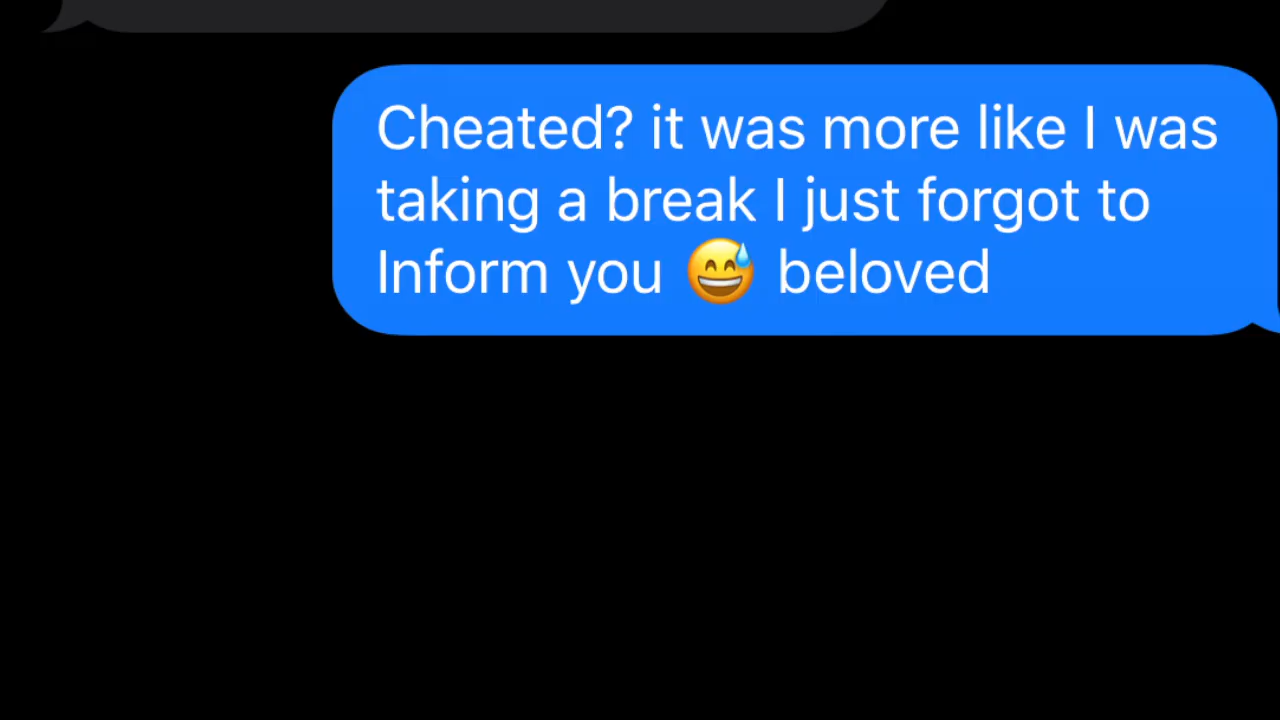 Cheated? it was more like I was
taking a break I just forgot to
Inform you 😅 beloved